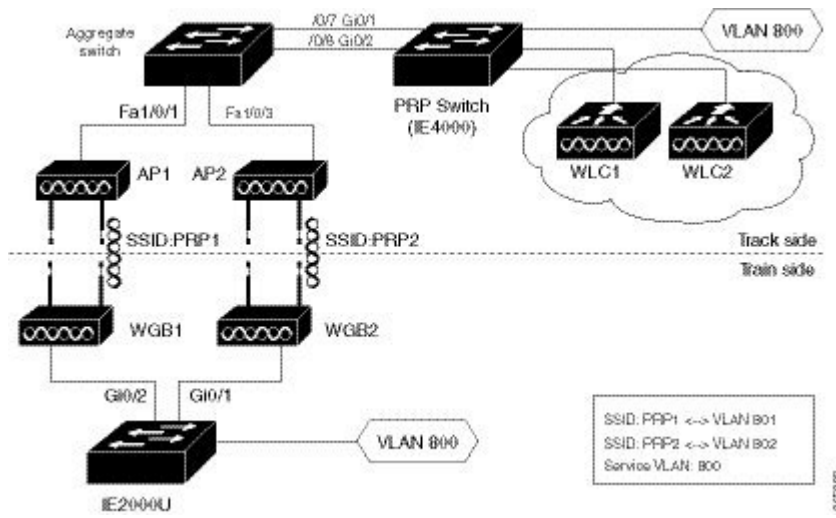 Aggregate
switch
/0/7 Gi0/1
/0/8 Gi0/2
VLAN 800
PRP Switch
(IE4000)
Fa1/0/1
Fa1/0/3
WLC1
WLC2
AP1
AP2
SSID:PRP1
SSID:PRP2
Track side
Train side
WGB1
WGB2
Gi0/2
Gi0/1
VLAN 800
IE2000U
SSID: PRP1 <--> VLAN 801
SSID: PRP2 <--> VLAN 802
Service VLAN: 800